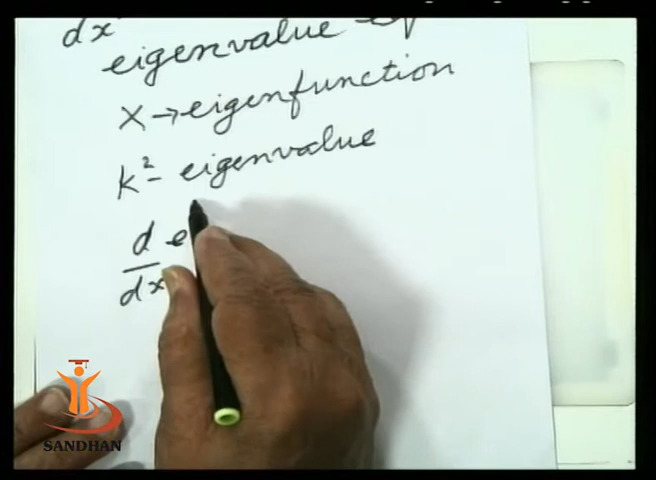 dx
eigenvalue
X → eigenfunction
k² - eigenvalue
d e
dx
SANDHAN